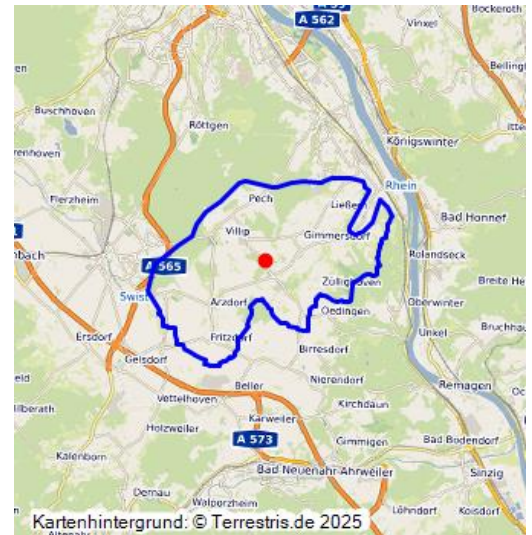 A 59
Bockeroth
A 562
Vinxel
Buschhoven
Röttgen
Königswinter
Flerzheim
Pech
Ließem
Rhein
Bad Honnef
Villip
Gimmersdorf
Rolandseck
A 565
Züllighoven
Swist
Arzdorf
Oedingen
Oberwinter
Ersdorf
Fritzdorf
Unkel
Gelsdorf
Birresdorf
Beller
Nierendorf
Remagen
Vettelhoven
Kirchdaun
Holzweiler
Karweiler
A 573
Gimmigen
Bad Bodendorf
Kalenborn
Bad Neuenahr-Ahrweiler
Sinzig
Dernau
Walporzheim
Löhndorf
Koisdorf
Kartenhintergrund: © Terrestris.de 2025